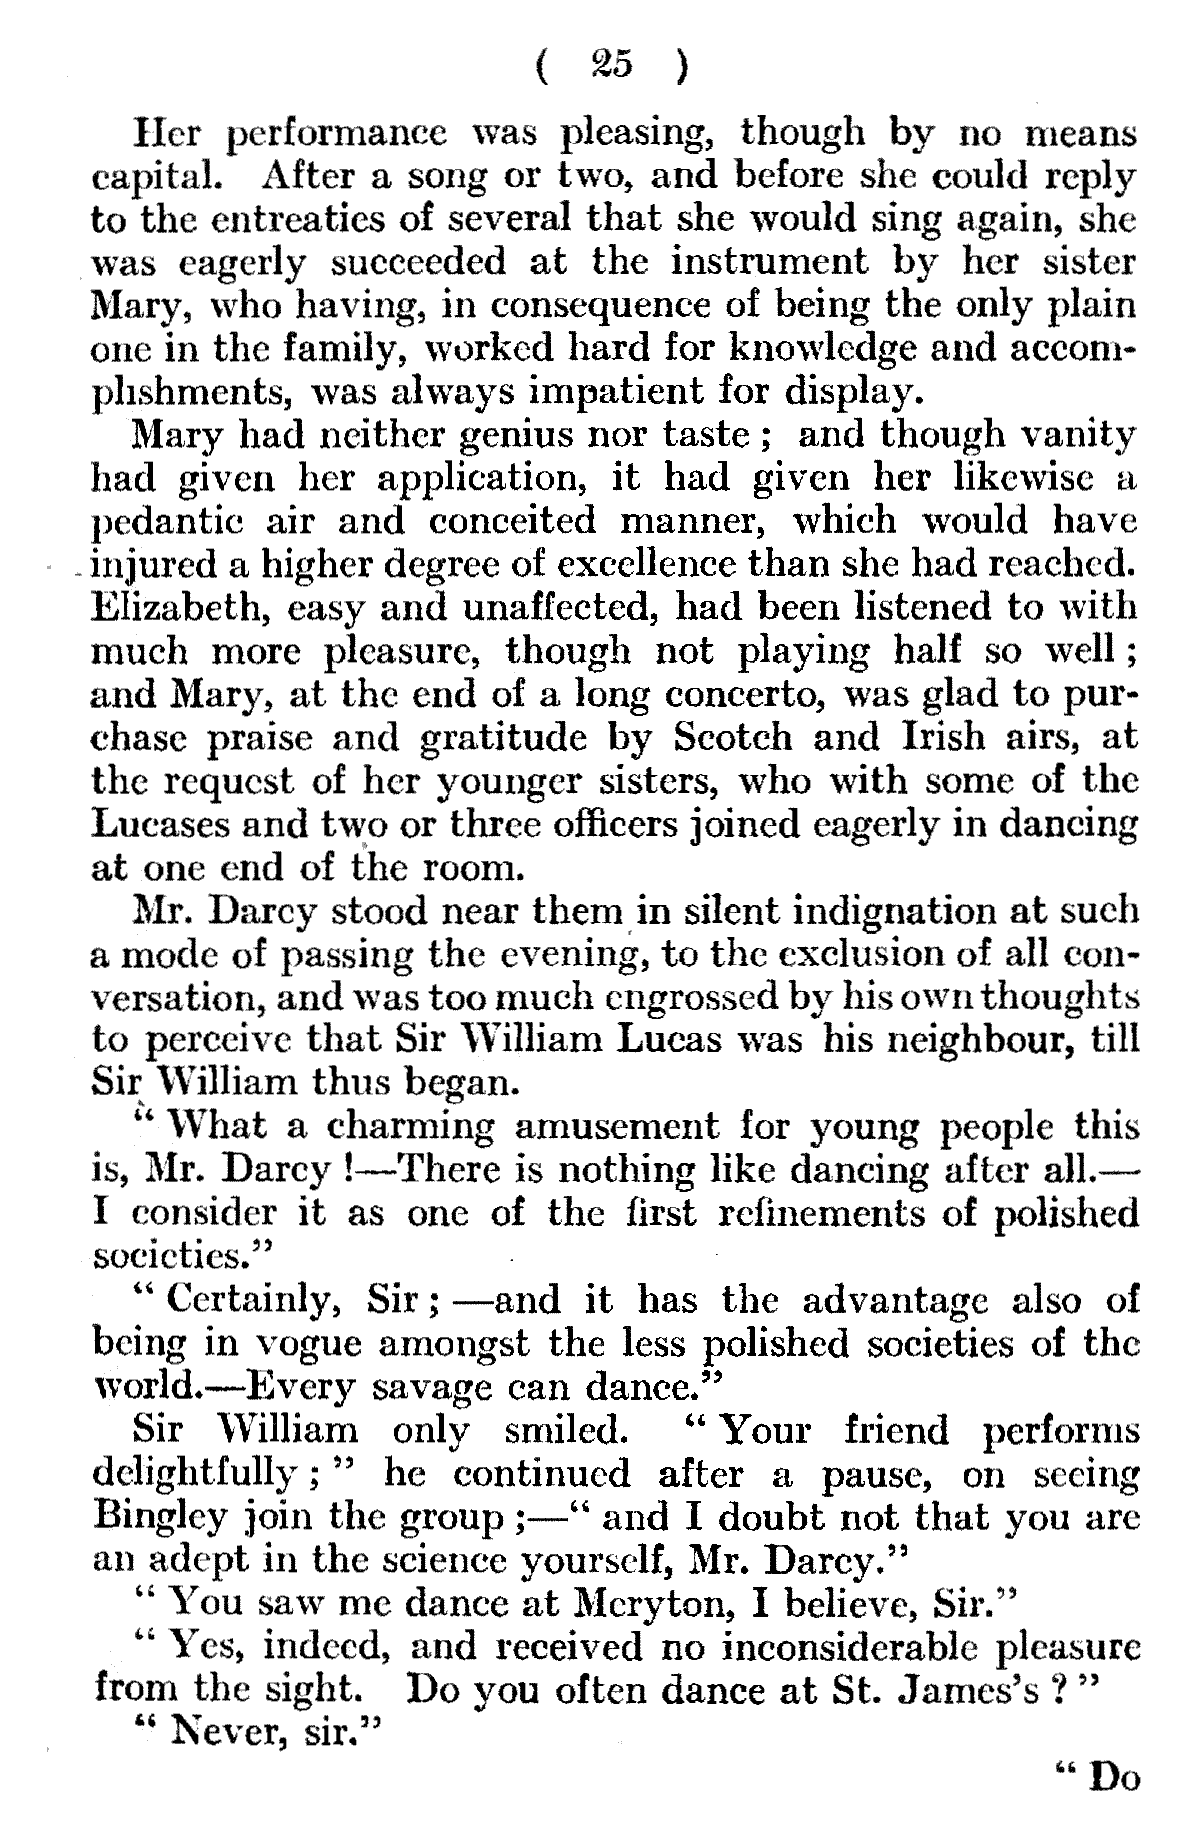 ( 25 )
Her performance was pleasing, though by no means
capital. After a song or two, and before she could reply
to the entreaties of several that she would sing again, she
was eagerly succeeded at the instrument by her sister
Mary, who having, in consequence of being the only plain
one in the family, worked hard for knowledge and accom-
plishments, was always impatient for display.
Mary had neither genius nor taste ; and though vanity
had given her application, it had given her likewise a
pedantic air and conceited manner, which would have
injured a higher degree of excellence than she had reached.
Elizabeth, easy and unaffected, had been listened to with
much more pleasure, though not playing half so well ;
and Mary, at the end of a long concerto, was glad to pur-
chase praise and gratitude by Scotch and Irish airs, at
the request of her younger sisters, who with some of the
Lucases and two or three officers joined eagerly in dancing
at one end of the room.
Mr. Darcy stood near them in silent indignation at such
a mode of passing the evening, to the exclusion of all con-
versation, and was too much engrossed by his own thoughts
to perceive that Sir William Lucas was his neighbour, till
Sir William thus began.
“ What a charming amusement for young people this
is, Mr. Darcy !—There is nothing like dancing after all.—
I consider it as one of the first refinements of polished
societies.”
“ Certainly, Sir ; —and it has the advantage also of
being in vogue amongst the less polished societies of the
world.—Every savage can dance.”
Sir William only smiled. “ Your friend performs
delightfully ; ” he continued after a pause, on seeing
Bingley join the group ;—“ and I doubt not that you are
an adept in the science yourself, Mr. Darcy.”
“ You saw me dance at Meryton, I believe, Sir.”
“ Yes, indeed, and received no inconsiderable pleasure
from the sight. Do you often dance at St. James’s ? ”
“ Never, sir.”
“ Do